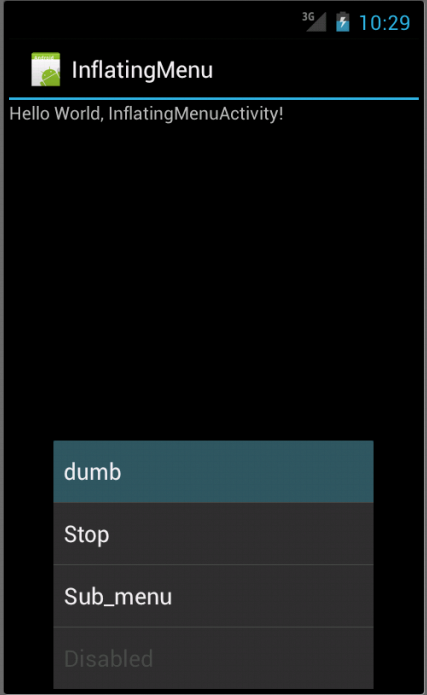 3G 10:29
InflatingMenu
Hello World, InflatingMenuActivity!
dumb
Stop
Sub_menu
Disabled